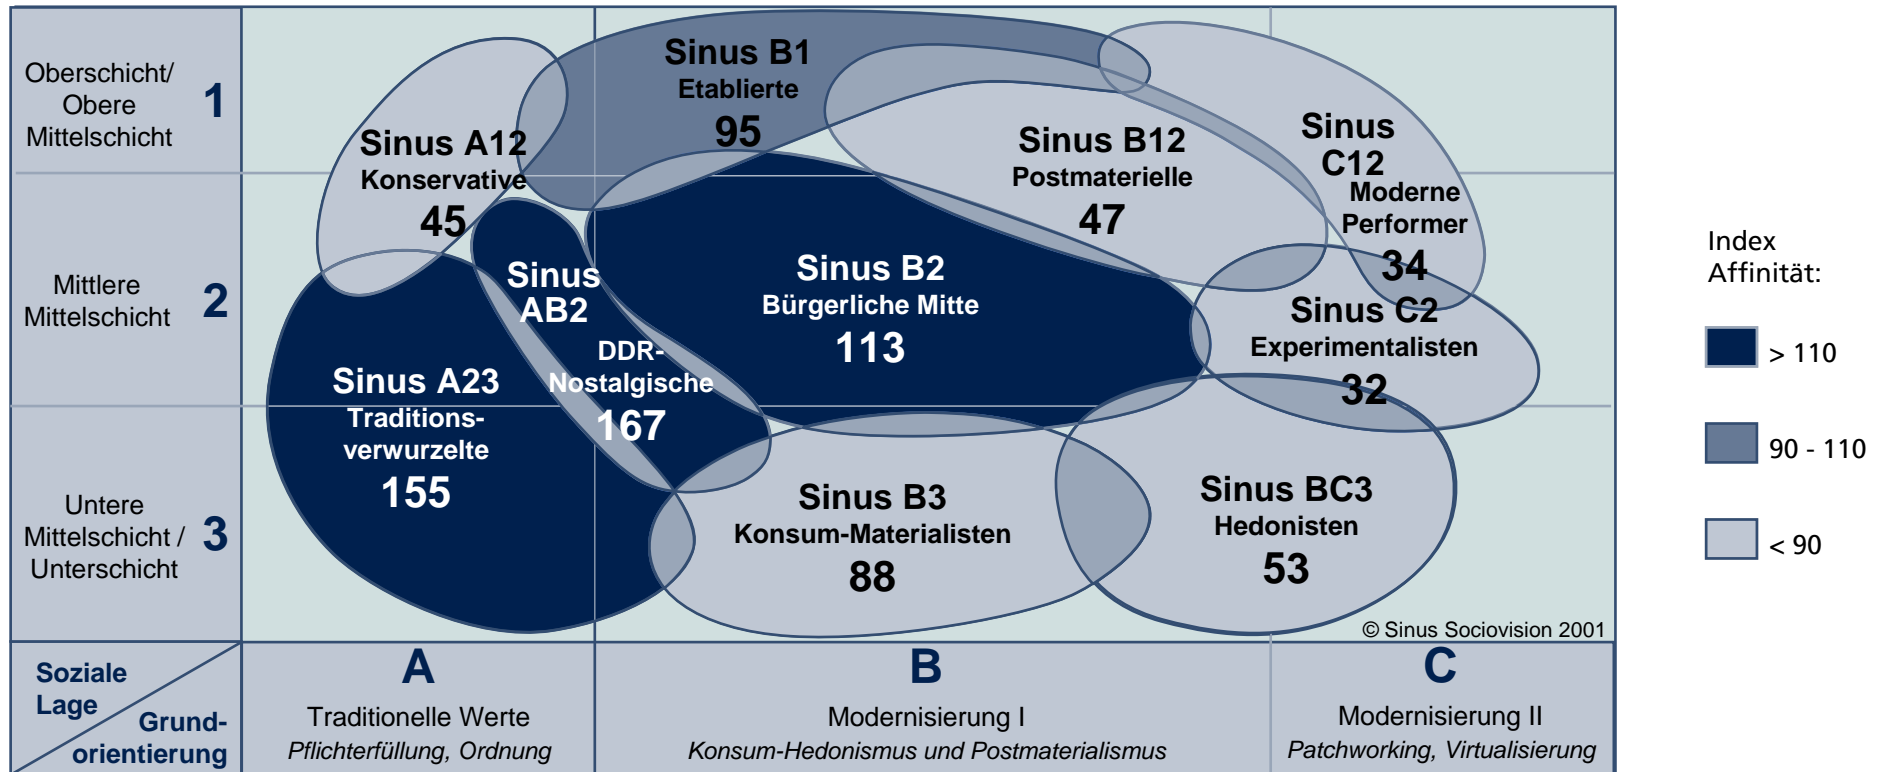 Oberschicht/
Obere
Mittelschicht
1
Mittlere
Mittelschicht
2
Untere
Mittelschicht /
Unterschicht
3
Sinus A12
Konservative
45
Sinus B1
Etablierte
95
Sinus B12
Postmaterielle
47
Sinus
C12
Moderne
Performer
34
Sinus A23
Traditions-
verwurzelte
155
Sinus
AB2
DDR-
Nostalgische
167
Sinus B2
Bürgerliche Mitte
113
Sinus C2
Experimentalisten
32
Sinus B3
Konsum-Materialisten
88
Sinus BC3
Hedonisten
53
© Sinus Sociovision 2001
Soziale
Lage
Grund-
orientierung
A
Traditionelle Werte
Pflichterfüllung, Ordnung
B
Modernisierung I
Konsum-Hedonismus und Postmaterialismus
C
Modernisierung II
Patchworking, Virtualisierung
Index
Affinität:
> 110
90 - 110
< 90